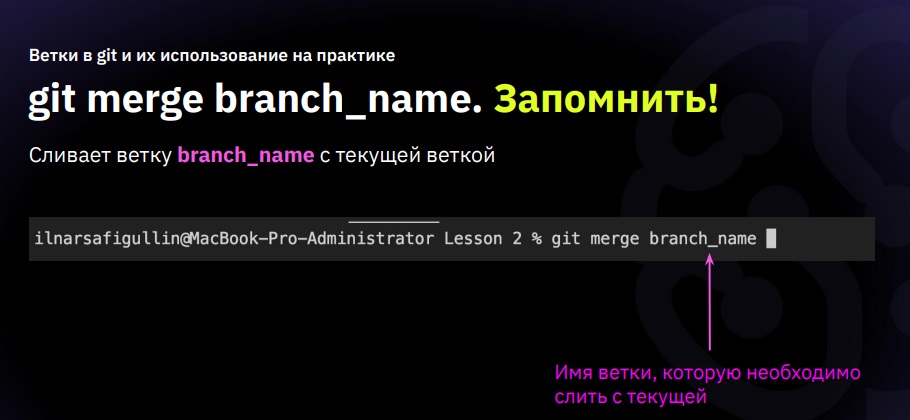 Ветки в git и их использование на практике
git merge branch_name. Запомнить!
Сливает ветку branch_name с текущей веткой
ilnarsafigullin@MacBook-Pro-Administrator Lesson 2 % git merge branch_name
Имя ветки, которую необходимо
слить с текущей